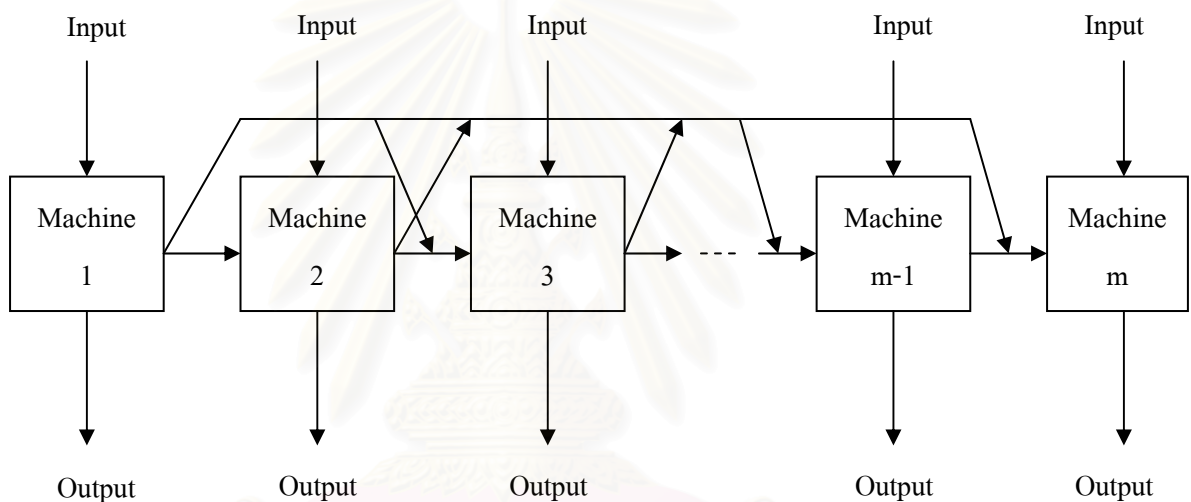 Input Input Input Input Input
Machine Machine Machine Machine Machine
1 2 3 m-1 m
Output Output Output Output Output